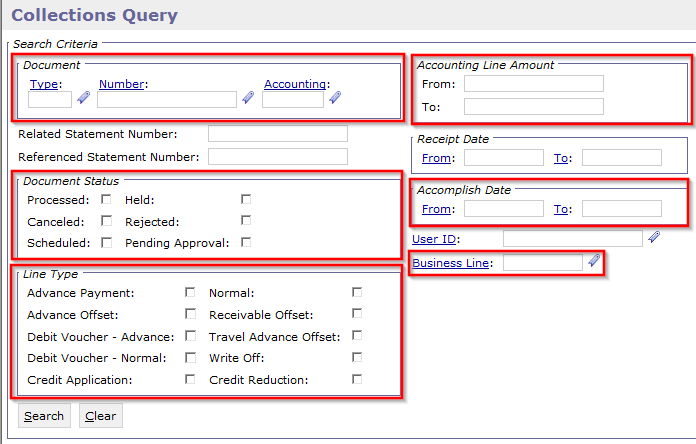 Collections Query
Search Criteria
Document
Type: Number: Accounting:
Related Statement Number:
Referenced Statement Number:
Document Status
Processed: Held:
Canceled: Rejected:
Scheduled: Pending Approval:
Line Type
Advance Payment: Normal:
Advance Offset: Receivable Offset:
Debit Voucher - Advance: Travel Advance Offset:
Debit Voucher - Normal: Write Off:
Credit Application: Credit Reduction:
Search Clear
Accounting Line Amount
From:
To:
Receipt Date
From: To:
Accomplish Date
From: To:
User ID:
Business Line: